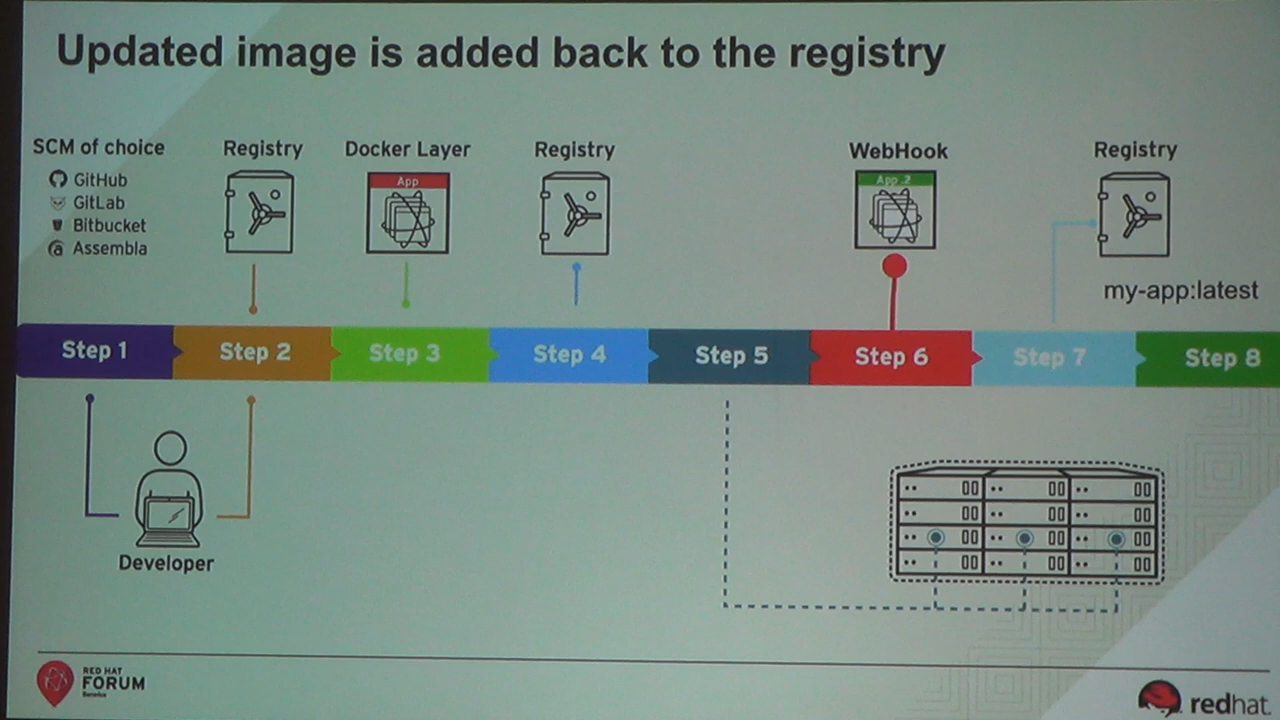 Updated image is added back to the registry
SCM of choice
GitHub
GitLab
Bitbucket
Assembla
Registry
Docker Layer
App
Registry
WebHook
App .2
Registry
my-app:latest
Step 1
Step 2
Step 3
Step 4
Step 5
Step 6
Step 7
Step 8
Developer
RED HAT
FORUM
Benelux
redhat.